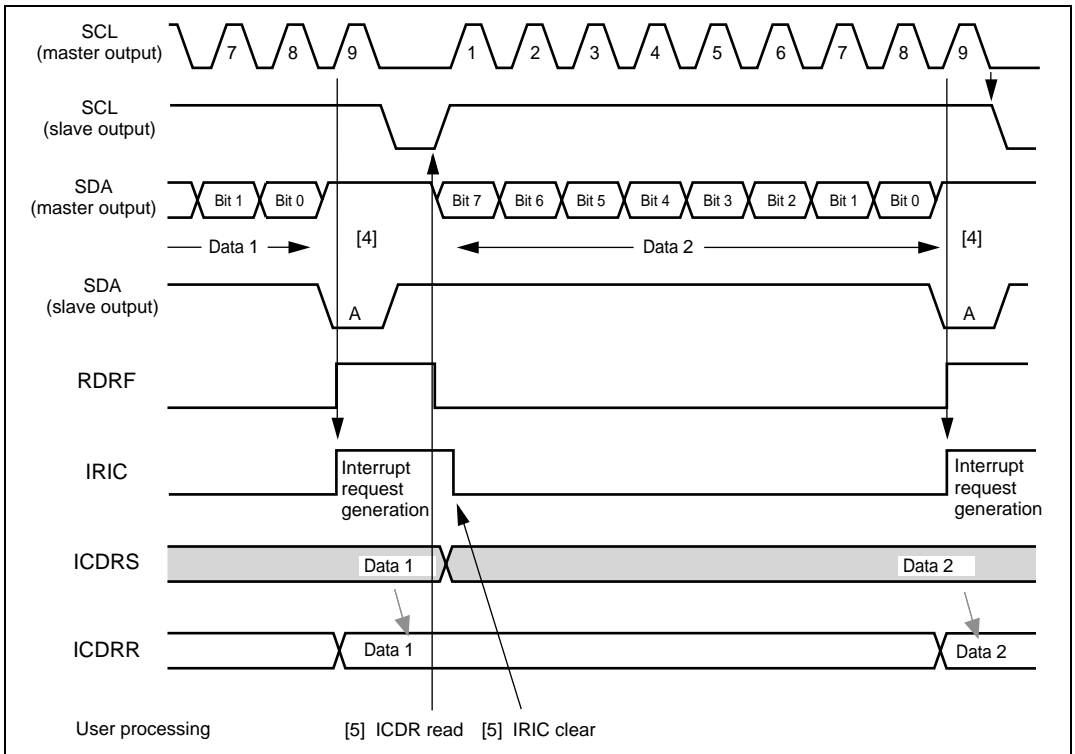 SCL
(master output)
7 8 9 1 2 3 4 5 6 7 8 9
SCL
(slave output)
SDA
(master output)
Bit 1 Bit 0 Bit 7 Bit 6 Bit 5 Bit 4 Bit 3 Bit 2 Bit 1 Bit 0
Data 1 [4] Data 2 [4]
SDA
(slave output)
A A
RDRF
IRIC
Interrupt
request
generation
Interrupt
request
generation
ICDRS
Data 1 Data 2
ICDRR
Data 1 Data 2
User processing [5] ICDR read [5] IRIC clear